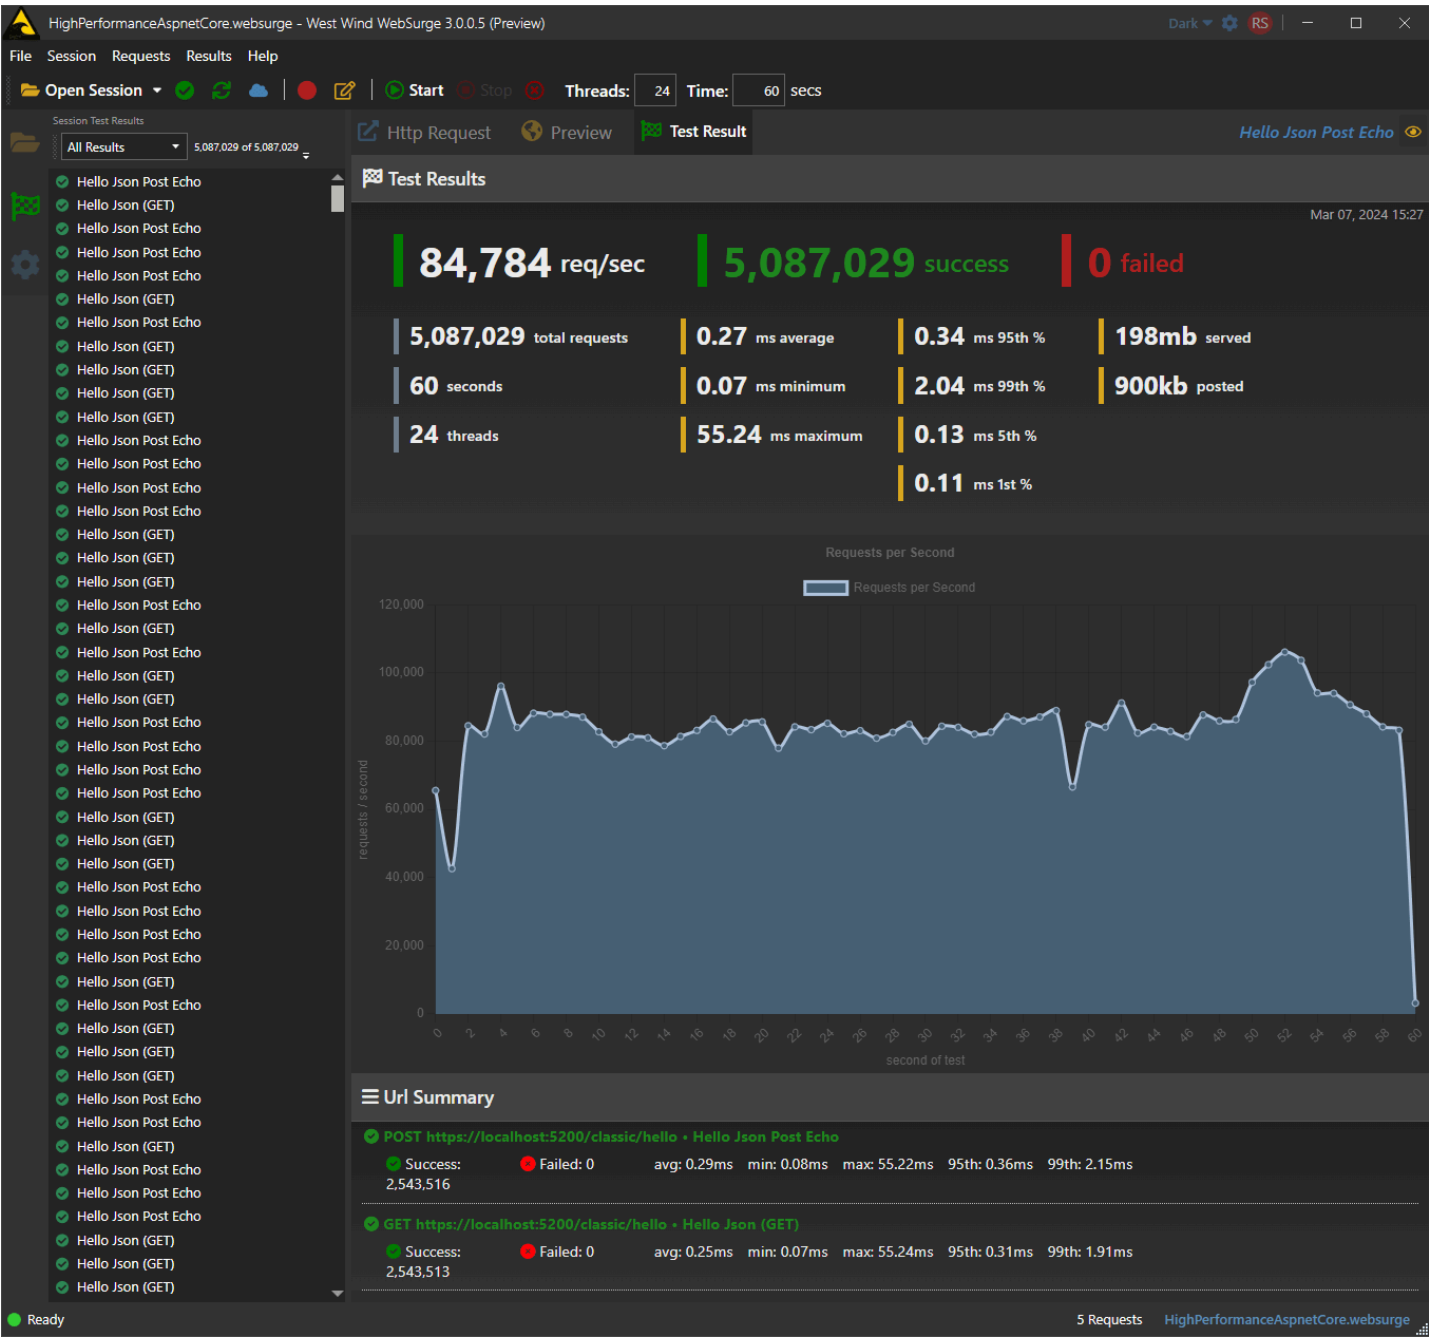 HighPerformanceAspnetCore.websurge - West Wind WebSurge 3.0.0.5 (Preview)
Dark
RS
File Session Requests Results Help
Open Session
Start
Stop
Threads: 24 Time: 60 secs
Session Test Results
All Results
5,087,029 of 5,087,029
Hello Json Post Echo
Hello Json (GET)
Hello Json Post Echo
Hello Json Post Echo
Hello Json Post Echo
Hello Json (GET)
Hello Json Post Echo
Hello Json (GET)
Hello Json (GET)
Hello Json (GET)
Hello Json (GET)
Hello Json Post Echo
Hello Json Post Echo
Hello Json Post Echo
Hello Json Post Echo
Hello Json (GET)
Hello Json (GET)
Hello Json (GET)
Hello Json Post Echo
Hello Json (GET)
Hello Json Post Echo
Hello Json (GET)
Hello Json (GET)
Hello Json Post Echo
Hello Json Post Echo
Hello Json Post Echo
Hello Json Post Echo
Hello Json (GET)
Hello Json (GET)
Hello Json (GET)
Hello Json Post Echo
Hello Json Post Echo
Hello Json Post Echo
Hello Json Post Echo
Hello Json (GET)
Hello Json Post Echo
Hello Json (GET)
Hello Json (GET)
Hello Json (GET)
Hello Json Post Echo
Hello Json Post Echo
Hello Json (GET)
Hello Json Post Echo
Hello Json Post Echo
Hello Json Post Echo
Hello Json (GET)
Hello Json (GET)
Hello Json (GET)
Http Request
Preview
Test Result
Hello Json Post Echo
Test Results
Mar 07, 2024 15:27
84,784 req/sec
5,087,029 success
0 failed
5,087,029 total requests
0.27 ms average
0.34 ms 95th %
198mb served
60 seconds
0.07 ms minimum
2.04 ms 99th %
900kb posted
24 threads
55.24 ms maximum
0.13 ms 5th %
0.11 ms 1st %
Requests per Second
Requests per Second
120,000
100,000
80,000
60,000
40,000
20,000
0
requests / second
0 2 4 6 8 10 12 14 16 18 20 22 24 26 28 30 32 34 36 38 40 42 44 46 48 50 52 54 56 58 60
second of test
Url Summary
POST https://localhost:5200/classic/hello • Hello Json Post Echo
Success: Failed: 0 avg: 0.29ms min: 0.08ms max: 55.22ms 95th: 0.36ms 99th: 2.15ms
2,543,516
GET https://localhost:5200/classic/hello • Hello Json (GET)
Success: Failed: 0 avg: 0.25ms min: 0.07ms max: 55.24ms 95th: 0.31ms 99th: 1.91ms
2,543,513
Ready
5 Requests
HighPerformanceAspnetCore.websurge